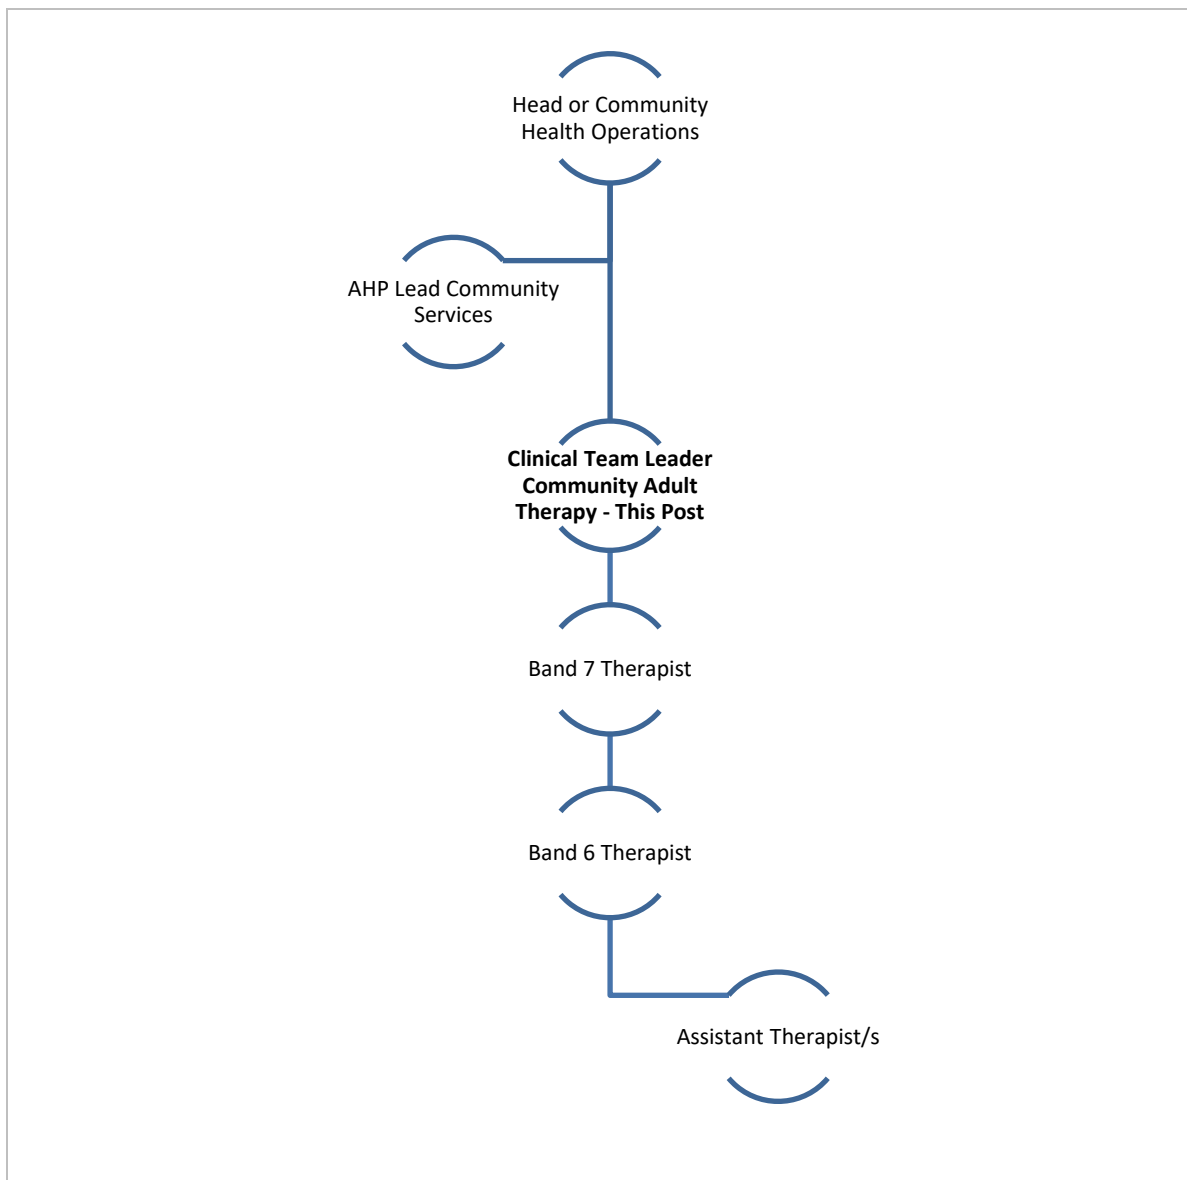 Head or Community
Health Operations
AHP Lead Community
Services
Clinical Team Leader
Community Adult
Therapy - This Post
Band 7 Therapist
Band 6 Therapist
Assistant Therapist/s